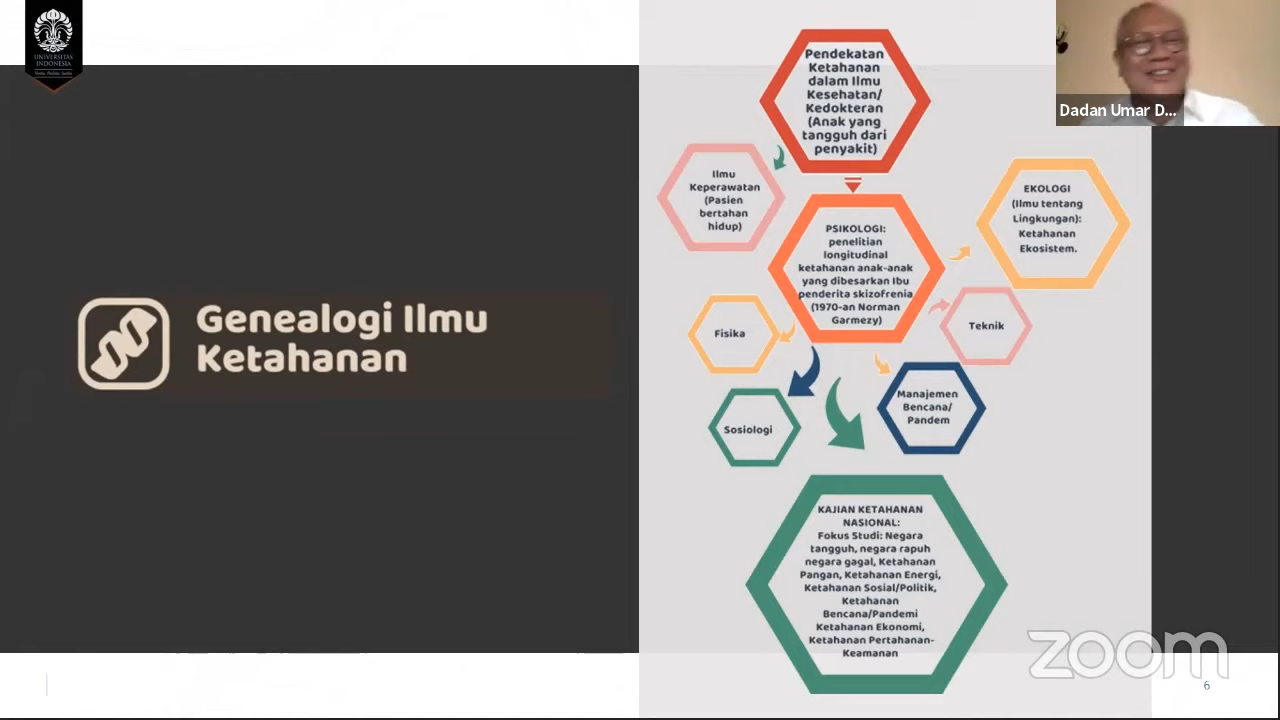 UNIVERSITAS
INDONESIA
Genealogi Ilmu
Ketahanan
Pendekatan
Ketahanan
dalam Ilmu
Kesehatan/
Kedokteran
(Anak yang
tangguh dari
penyakit)
Ilmu
Keperawatan
(Pasien
bertahan
hidup)
PSIKOLOGI:
penelitian
longitudinal
ketahanan anak-anak
yang dibesarkan Ibu
penderita skizofrenia
(1970-an Norman
Garmezy)
EKOLOGI
(Ilmu tentang
Lingkungan):
Ketahanan
Ekosistem.
Fisika
Teknik
Sosiologi
Manajemen
Bencana/
Pandem
KAJIAN KETAHANAN
NASIONAL:
Fokus Studi: Negara
tangguh, negara rapuh
negara gagal, Ketahanan
Pangan, Ketahanan Energi,
Ketahanan Sosial/Politik,
Ketahanan
Bencana/Pandemi
Ketahanan Ekonomi,
Ketahanan Pertahanan-
Keamanan
Dadan Umar D...
zoom
6